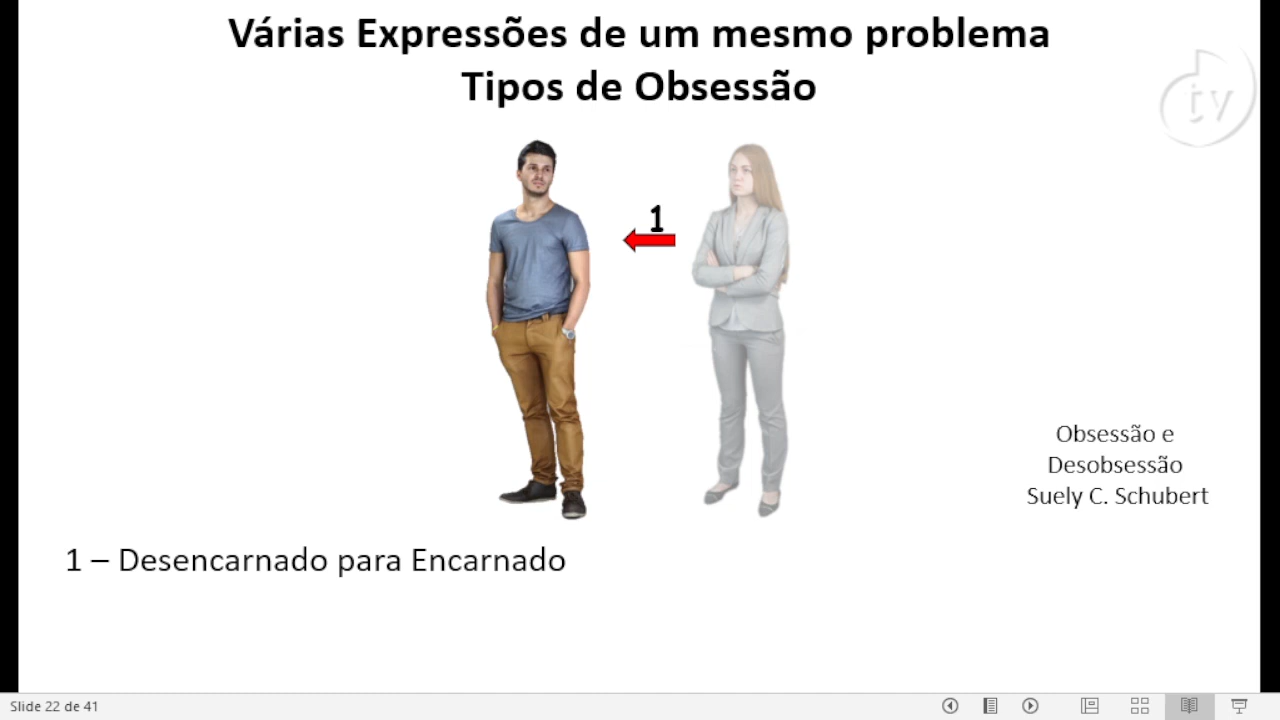 Várias Expressões de um mesmo problema
Tipos de Obsessão
tv
1
Obsessão e
Desobsessão
Suely C. Schubert
1 – Desencarnado para Encarnado
Slide 22 de 41